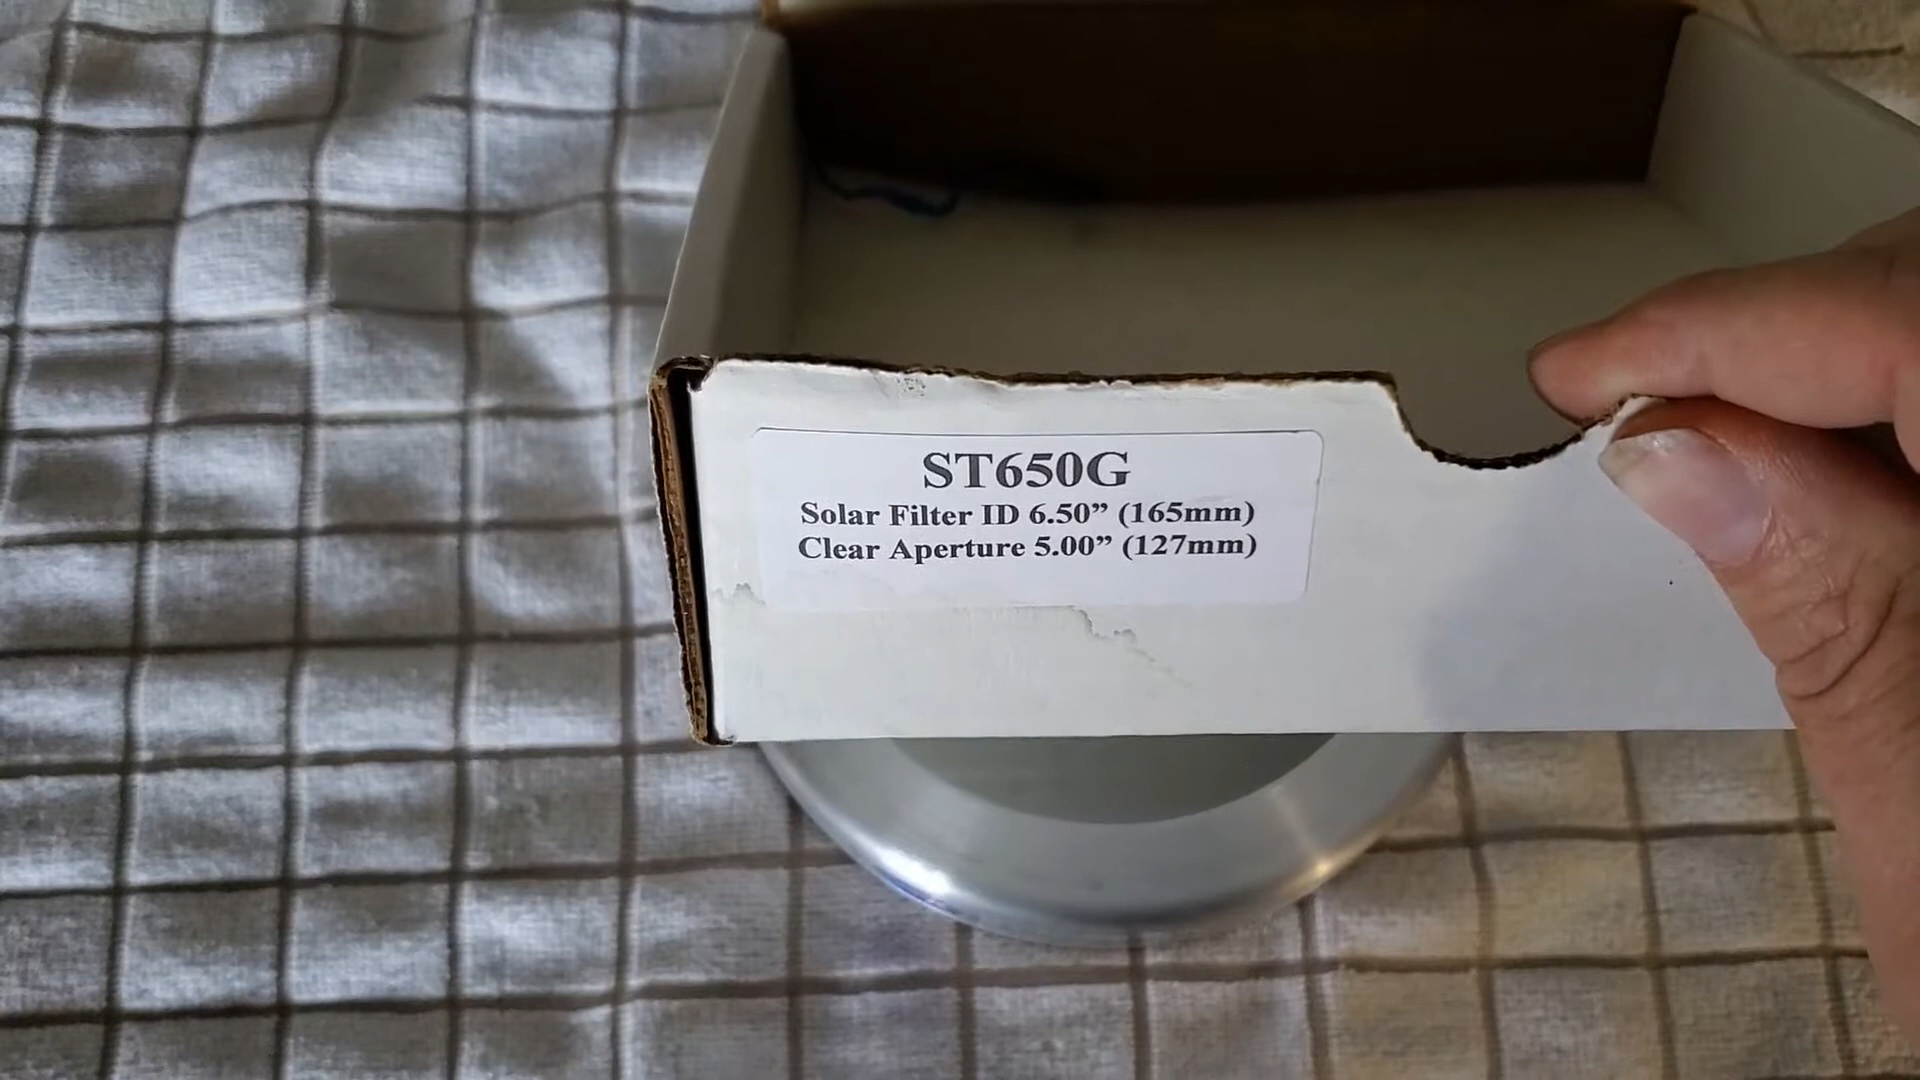 ST650G
Solar Filter ID 6.50” (165mm)
Clear Aperture 5.00” (127mm)